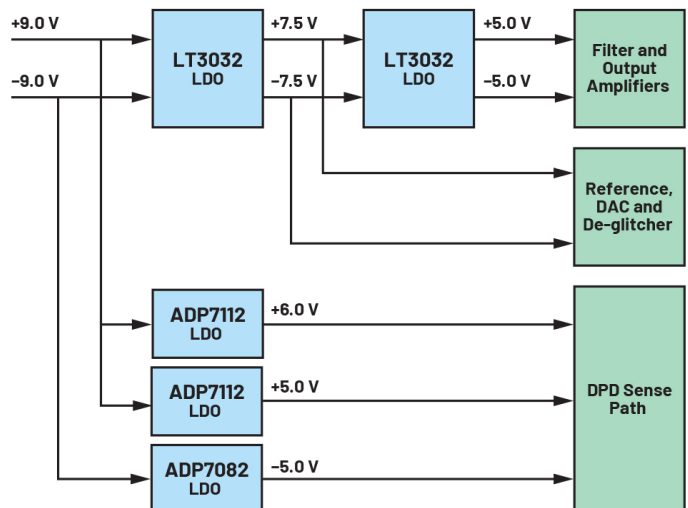 +9.0 V
+7.5 V
+5.0 V
−9.0 V
−7.5 V
−5.0 V
LT3032
LDO
LT3032
LDO
Filter and
Output
Amplifiers
Reference,
DAC and
De-glitcher
ADP7112
LDO
+6.0 V
ADP7112
LDO
+5.0 V
ADP7082
LDO
−5.0 V
DPD Sense
Path